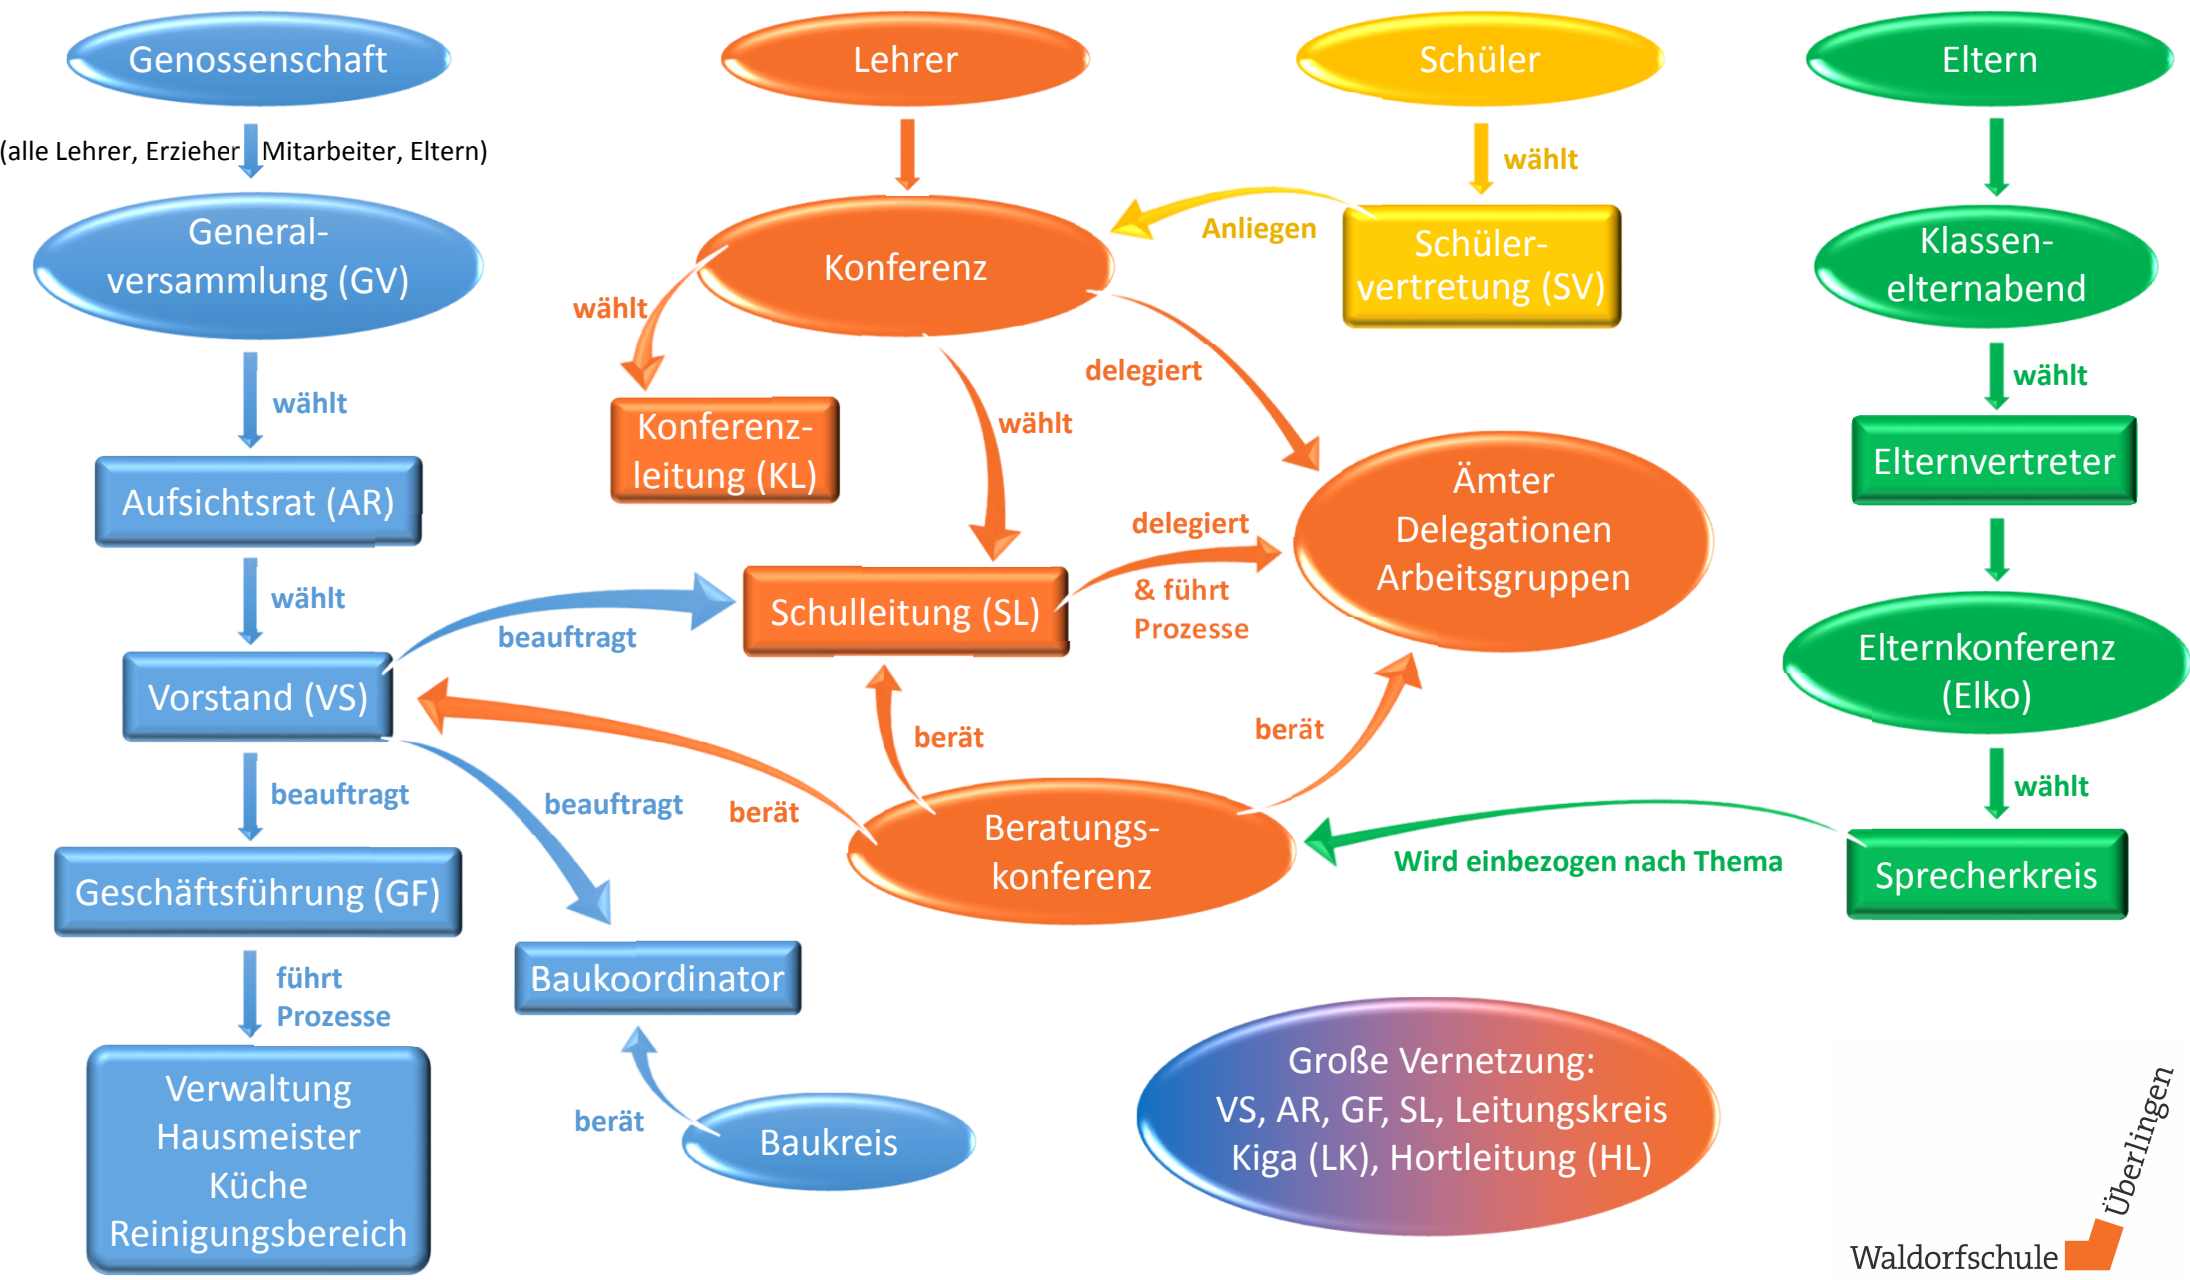 Genossenschaft
(alle Lehrer, Erzieher Mitarbeiter, Eltern)
General-
versammlung (GV)
wählt
Aufsichtsrat (AR)
wählt
Vorstand (VS)
beauftragt
Geschäftsführung (GF)
führt
Prozesse
Verwaltung
Hausmeister
Küche
Reinigungsbereich
beauftragt
beauftragt
Baukoordinator
berät
Baukreis
Lehrer
Konferenz
wählt
Konferenz-
leitung (KL)
wählt
delegiert
Schulleitung (SL)
delegiert
& führt
Prozesse
Ämter
Delegationen
Arbeitsgruppen
berät
berät
berät
Beratungs-
konferenz
Schüler
wählt
Schüler-
vertretung (SV)
Anliegen
Eltern
Klassen-
elternabend
wählt
Elternvertreter
Elternkonferenz
(Elko)
wählt
Sprecherkreis
Wird einbezogen nach Thema
Große Vernetzung:
VS, AR, GF, SL, Leitungskreis
Kiga (LK), Hortleitung (HL)
Waldorfschule
Überlingen